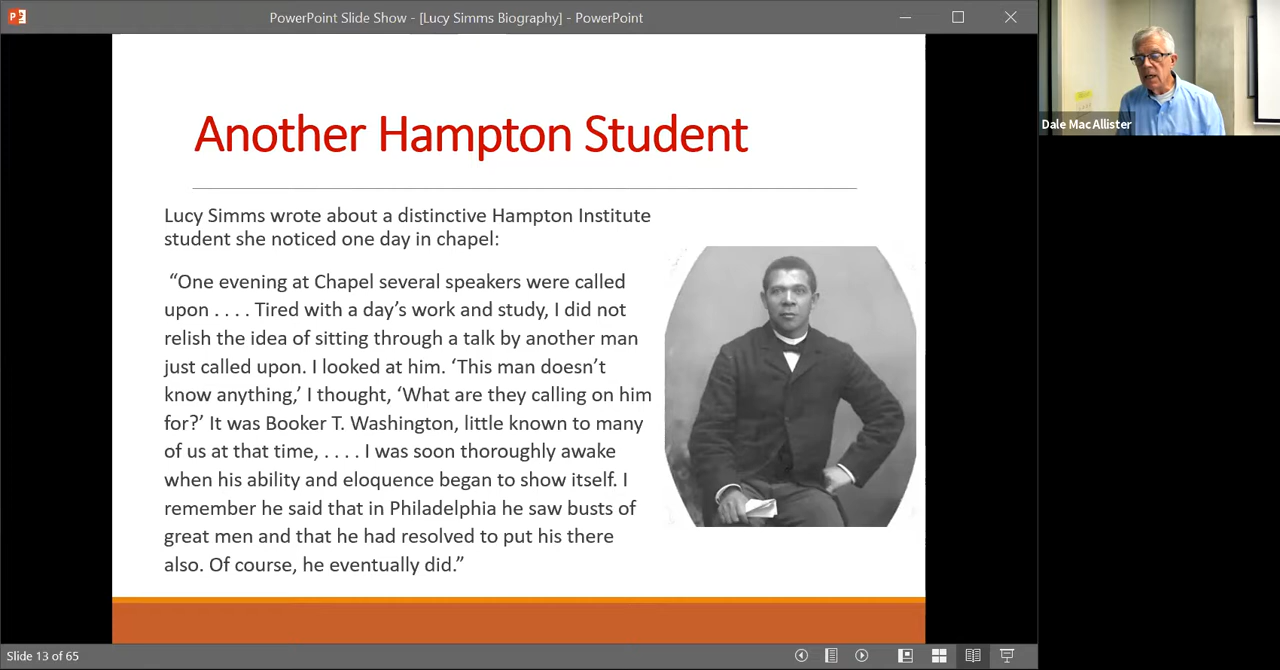 PowerPoint Slide Show - [Lucy Simms Biography] - PowerPoint
Another Hampton Student
Lucy Simms wrote about a distinctive Hampton Institute
student she noticed one day in chapel:
“One evening at Chapel several speakers were called
upon . . . . Tired with a day’s work and study, I did not
relish the idea of sitting through a talk by another man
just called upon. I looked at him. ‘This man doesn’t
know anything,’ I thought, ‘What are they calling on him
for?’ It was Booker T. Washington, little known to many
of us at that time, . . . . I was soon thoroughly awake
when his ability and eloquence began to show itself. I
remember he said that in Philadelphia he saw busts of
great men and that he had resolved to put his there
also. Of course, he eventually did.”
Dale Mac Allister
Slide 13 of 65